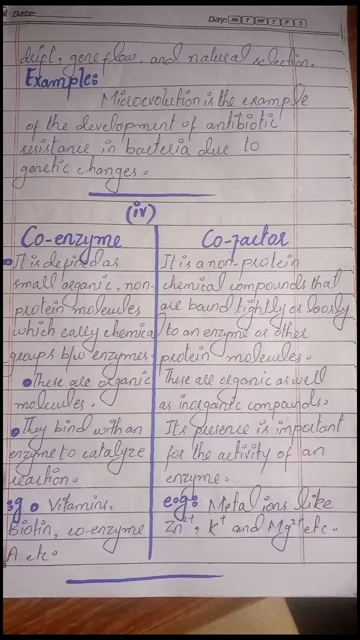 Date:
Day: M T W T F S
drift, gene flow, and natural selection.
Examples:
Microevolution is the example
of the development of antibiotic
resistance in bacteria due to
genetic changes.
(iv)
Co-enzyme
It is defined as
small organic, non-
protein molecules
which cally chemical
groups b/w enzymes.
These are organic
molecules.
They bind with an
enzyme to catalyze
reaction.
:g Vitamins,
Biotin, co-enzyme
A etc.
Co-factor
It is a non-protein
chemical compounds that
are bound tightly or loosly
to an enzyme or other
protein molecules.
These are organic as well
as inorganic compounds.
Its presence is important
for the activity of an
enzyme.
e.g: Metal ions like
Zn²⁺, K⁺ and Mg²⁺ etc.